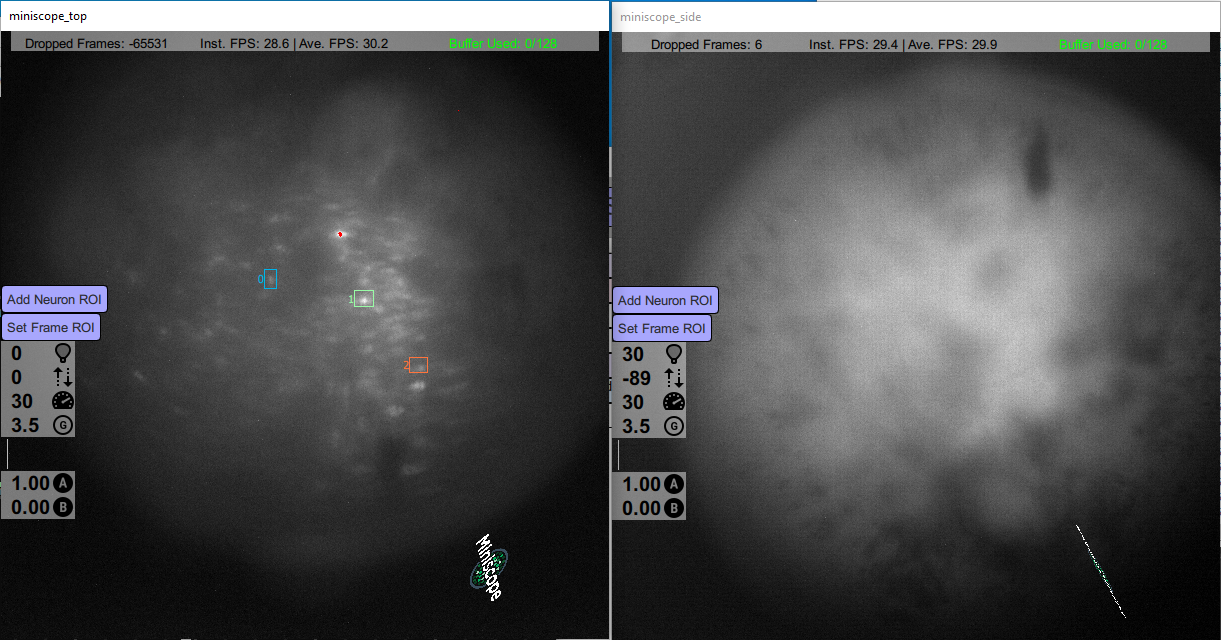 miniscope_top
Dropped Frames: -65531 Inst. FPS: 28.6 | Ave. FPS: 30.2 Buffer Used: 0/128
0
1
2
Add Neuron ROI
Set Frame ROI
0
0
30
3.5 G
1.00 A
0.00 B
Miniscope
miniscope_side
Dropped Frames: 6 Inst. FPS: 29.4 | Ave. FPS: 29.9 Buffer Used: 0/128
Add Neuron ROI
Set Frame ROI
30
-89
30
3.5 G
1.00 A
0.00 B